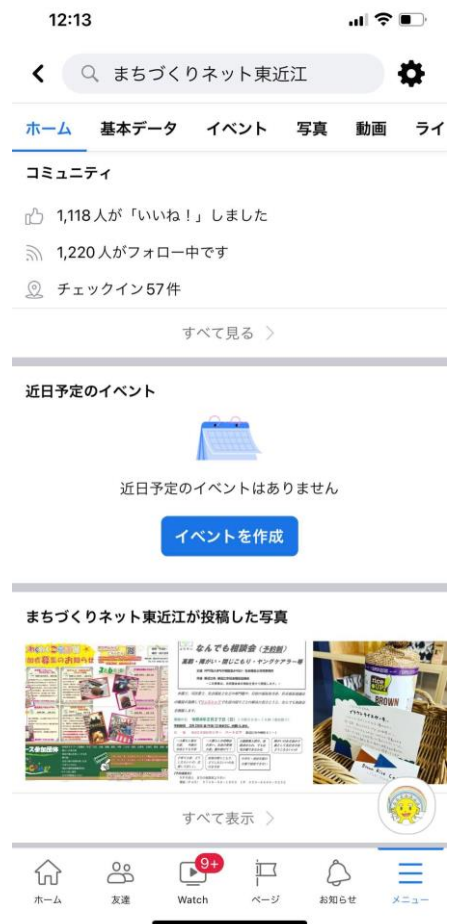 12:13
まちづくりネット東近江
ホーム 基本データ イベント 写真 動画 ライ
コミュニティ
1,118人が「いいね！」しました
1,220人がフォロー中です
チェックイン57件
すべて見る
近日予定のイベント
近日予定のイベントはありません
イベントを作成
まちづくりネット東近江が投稿した写真
なんでも相談会（予約制）
BROWN
すべて表示
9+
ホーム 友達 Watch ページ お知らせ メニュー